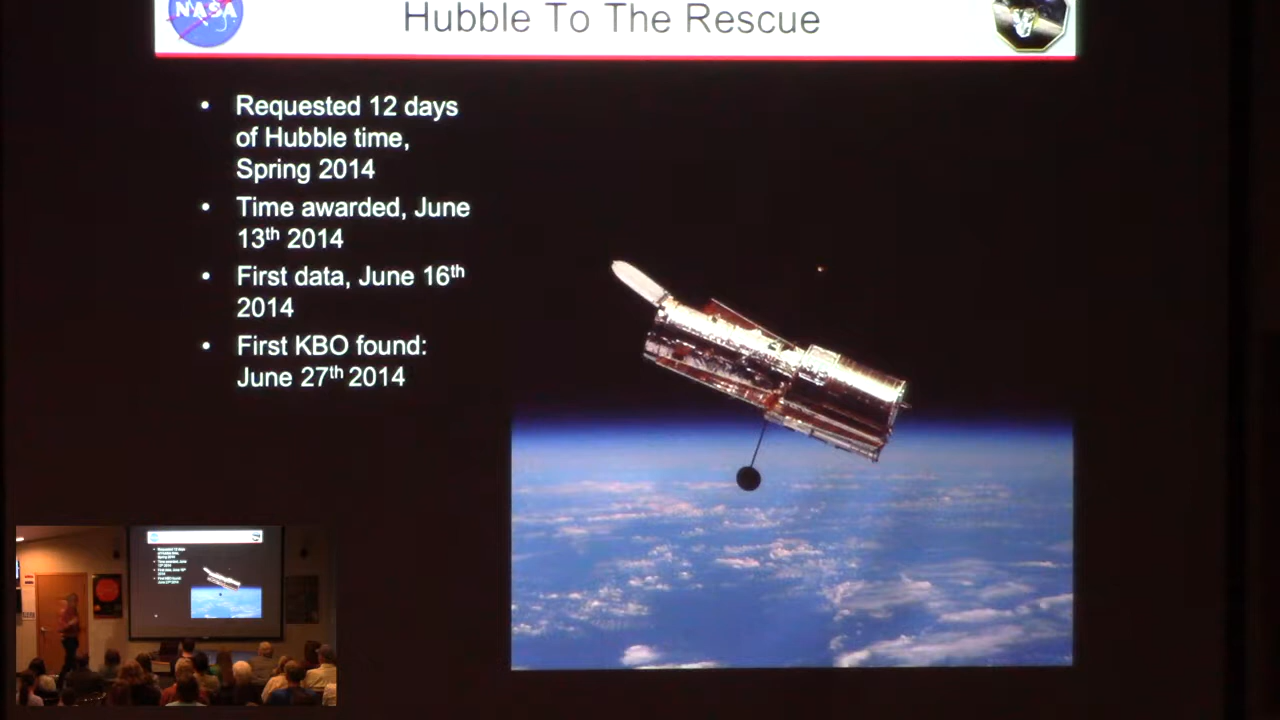 NASA
Hubble To The Rescue
• Requested 12 days
of Hubble time,
Spring 2014
• Time awarded, June
13th 2014
• First data, June 16th
2014
• First KBO found:
June 27th 2014